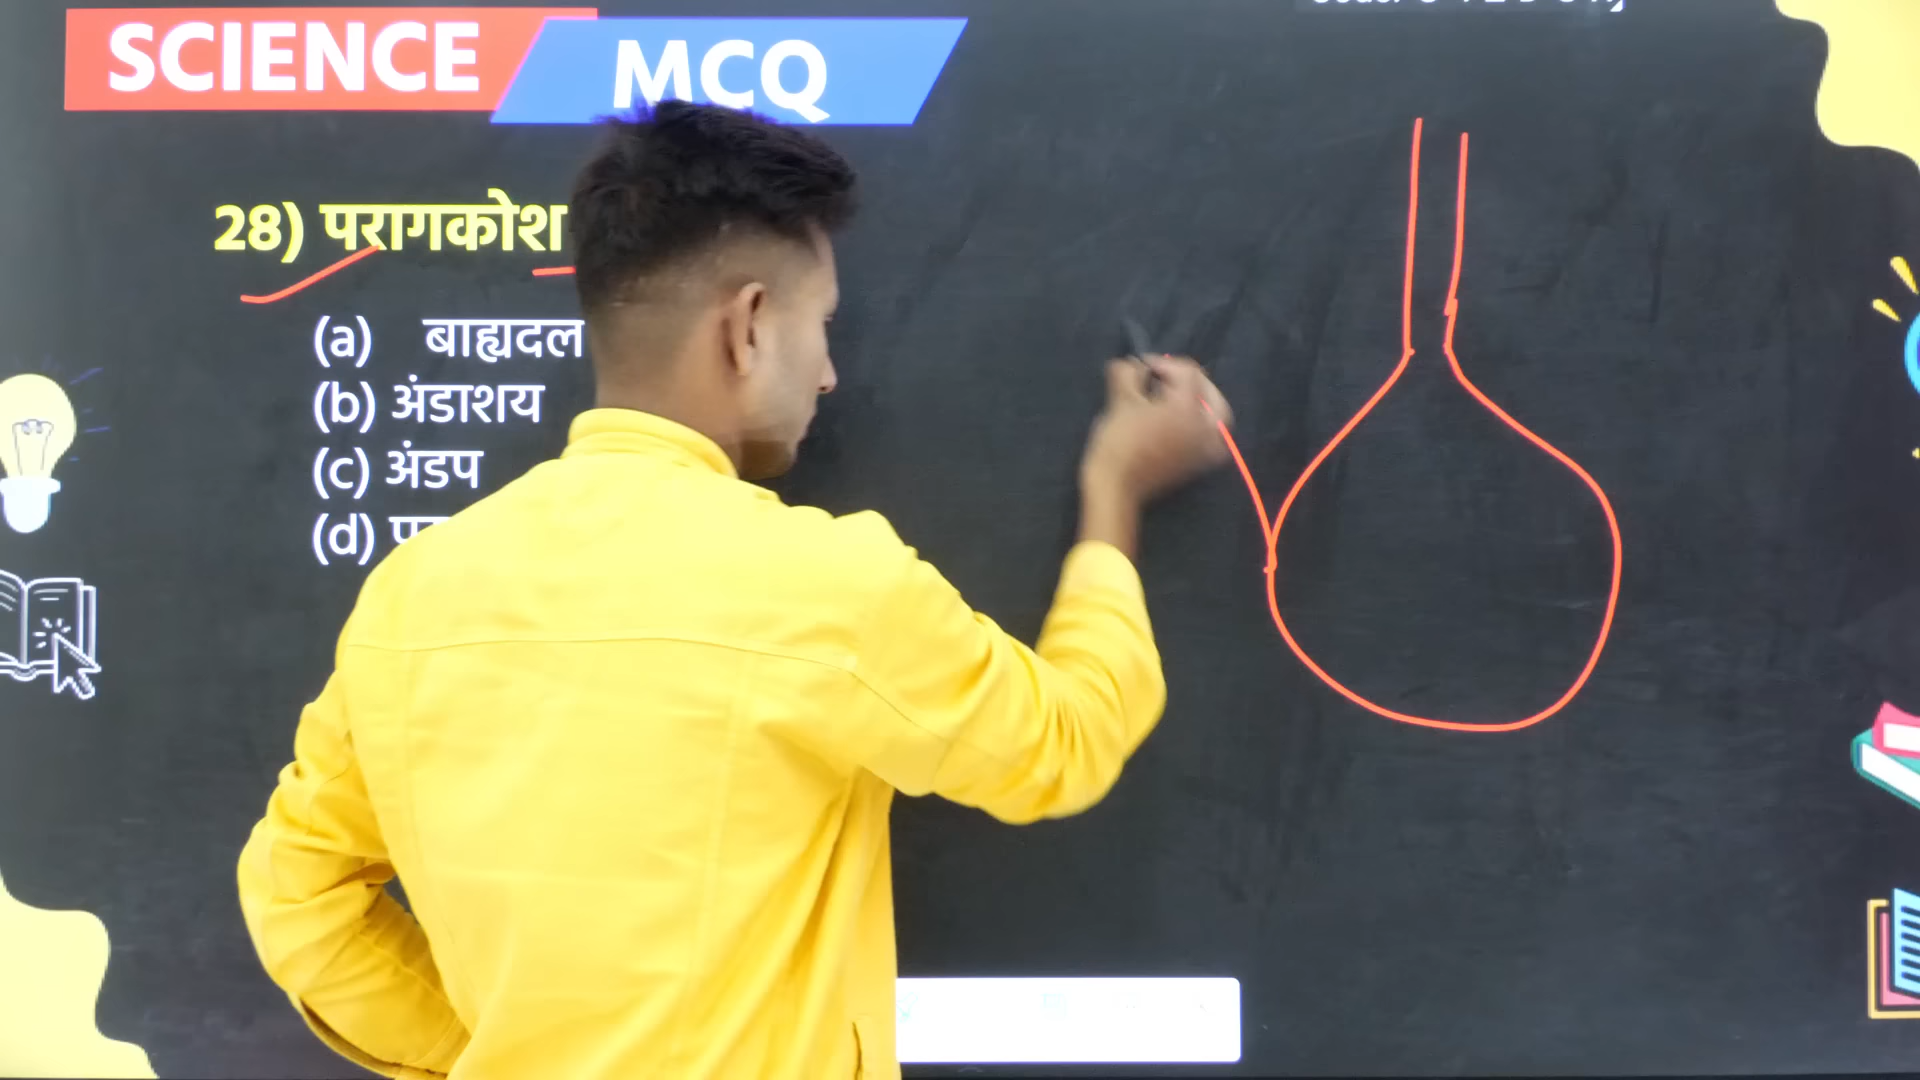 SCIENCE MCQ
28) परागकोश
(a) बाह्यदल
(b) अंडाशय
(c) अंडप
(d)